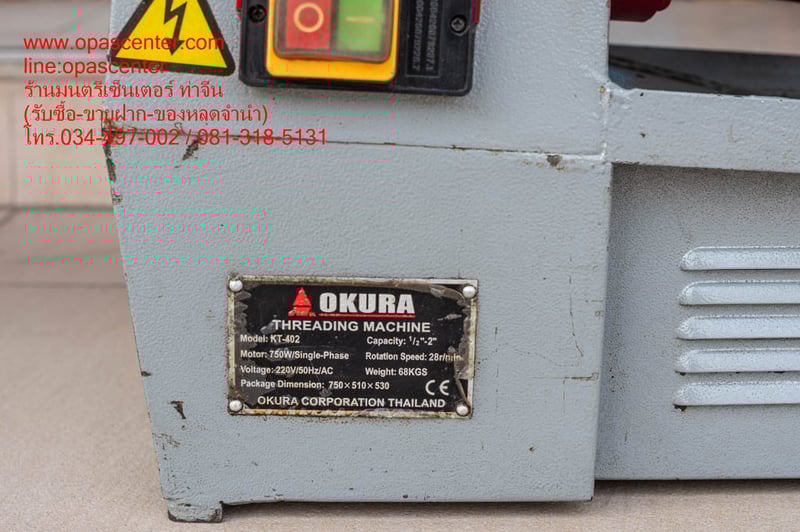 www.opascenter.com
line:opascenter
ร้านมนตรีเซ็นเตอร์ ท่าจีน
(รับซื้อ-ขายฝาก-ของหลุดจำนำ)
โทร.034-497-002 / 081-318-5131
OKURA
THREADING MACHINE
Model: KT-402 Capacity: 1/2"-2"
Motor: 750W/Single-Phase Rotation Speed: 28r/min
Voltage: 220V/50Hz/AC Weight: 68KGS
Package Dimension: 750×510×530 CE
OKURA CORPORATION THAILAND